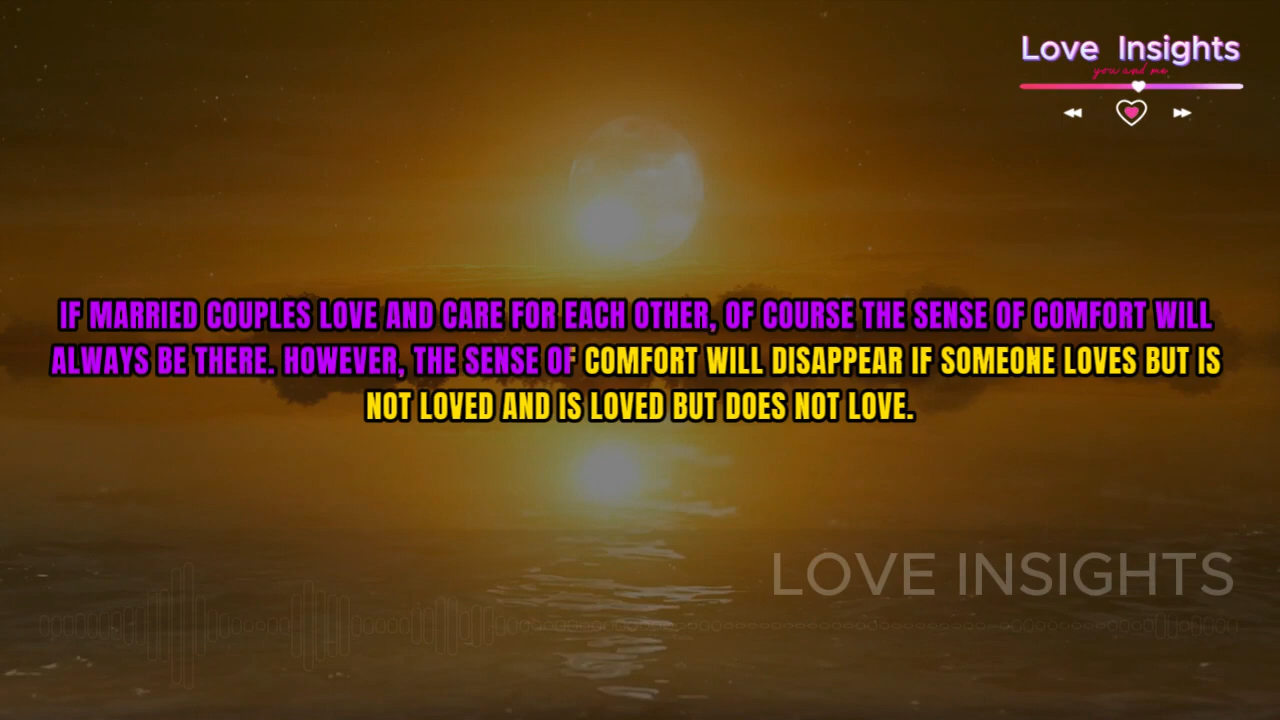 Love Insights
you and me
IF MARRIED COUPLES LOVE AND CARE FOR EACH OTHER, OF COURSE THE SENSE OF COMFORT WILL
ALWAYS BE THERE. HOWEVER, THE SENSE OF COMFORT WILL DISAPPEAR IF SOMEONE LOVES BUT IS
NOT LOVED AND IS LOVED BUT DOES NOT LOVE.
LOVE INSIGHTS